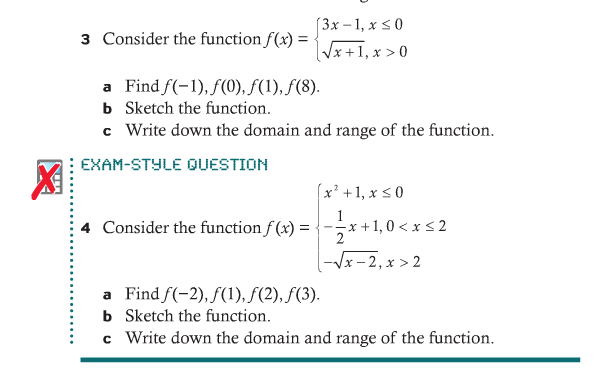 3 Consider the function f(x) = {3x − 1, x ≤ 0
√x + 1, x > 0
a Find f(−1), f(0), f(1), f(8).
b Sketch the function.
c Write down the domain and range of the function.
EXAM-STYLE QUESTION
4 Consider the function f(x) = {x² + 1, x ≤ 0
−1/2 x + 1, 0 < x ≤ 2
−√x − 2, x > 2
a Find f(−2), f(1), f(2), f(3).
b Sketch the function.
c Write down the domain and range of the function.